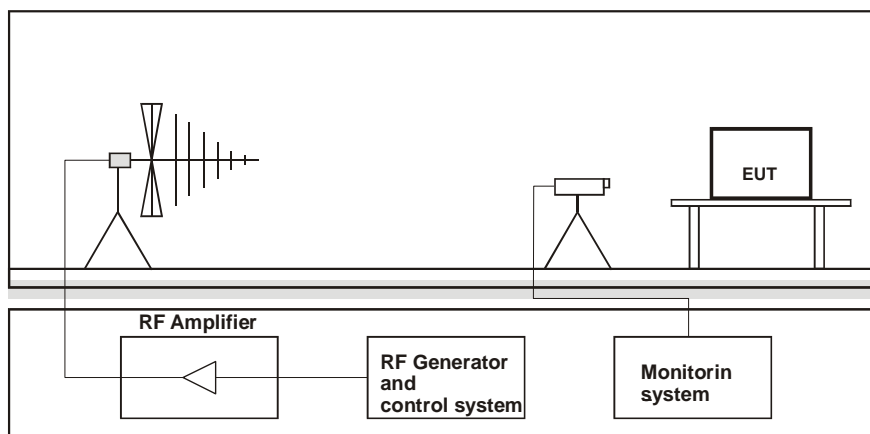 EUT
RF Amplifier
RF Generator
and
control system
Monitorin
system